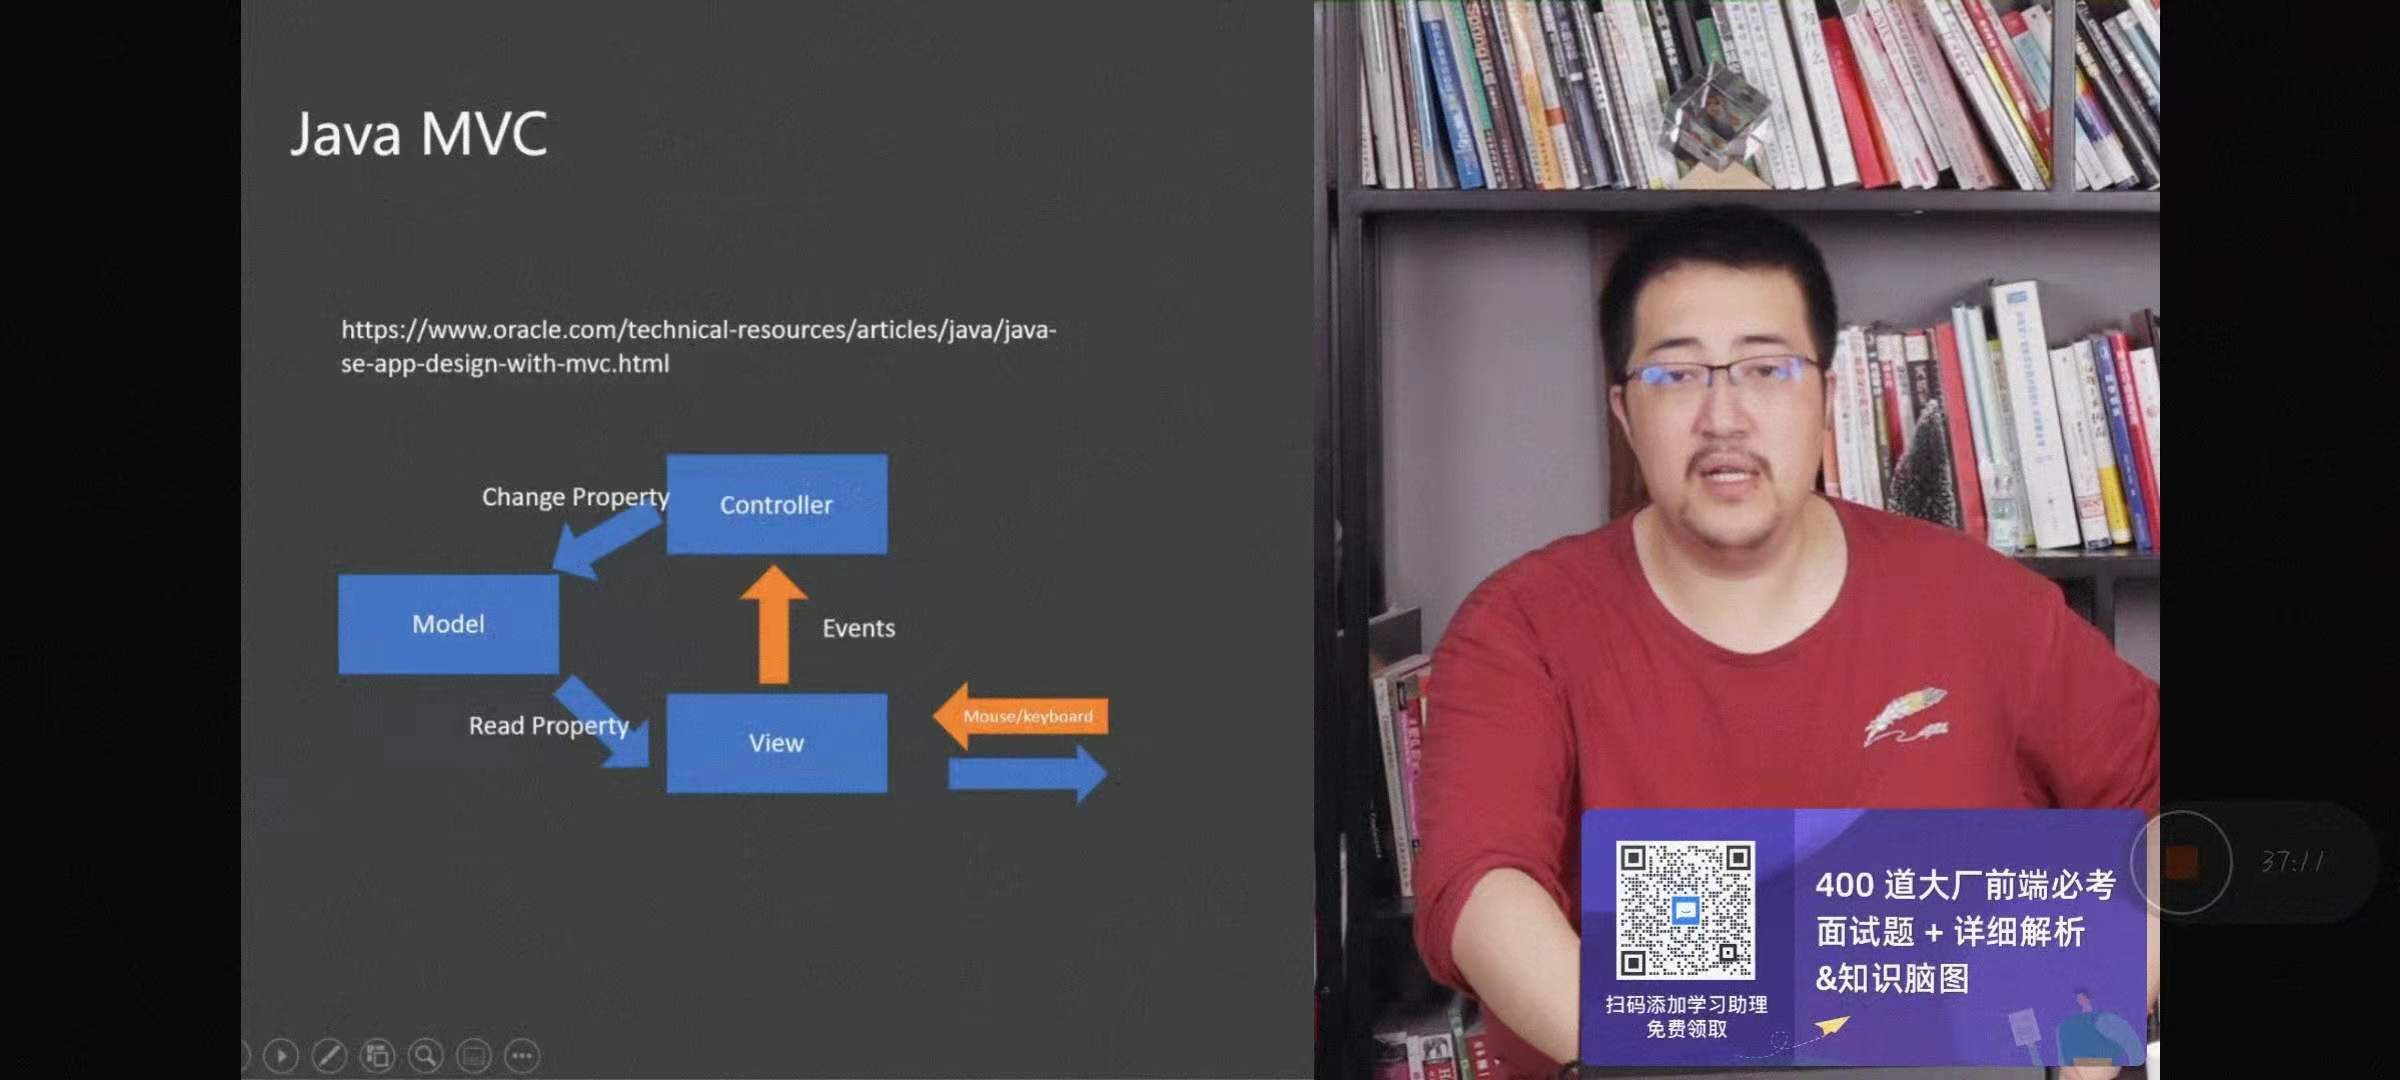 Java MVC
https://www.oracle.com/technical-resources/articles/java/java-
se-app-design-with-mvc.html
Change Property
Controller
Model
Events
Read Property
View
Mouse/keyboard
Spring
400 道大厂前端必考
面试题 + 详细解析
&知识脑图
扫码添加学习助理
免费领取
37:11